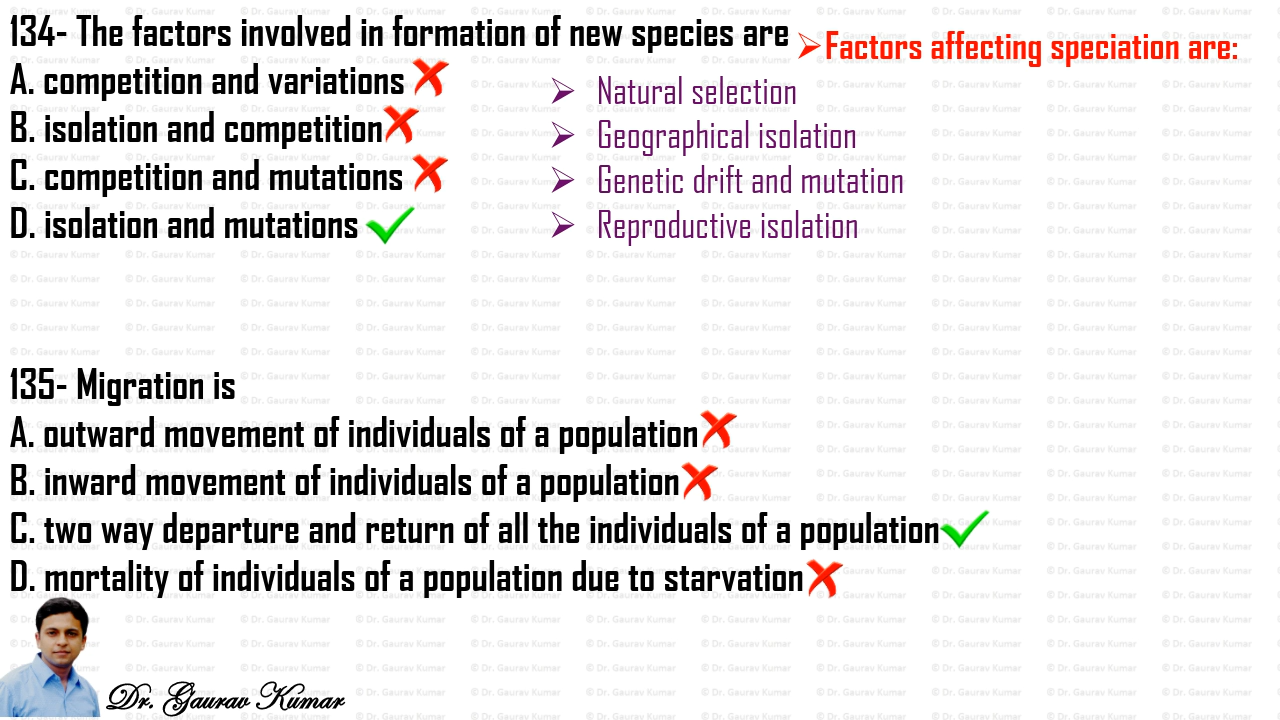 134- The factors involved in formation of new species are
A. competition and variations
B. isolation and competition
C. competition and mutations
D. isolation and mutations
➢Factors affecting speciation are:
➢ Natural selection
➢ Geographical isolation
➢ Genetic drift and mutation
➢ Reproductive isolation
135- Migration is
A. outward movement of individuals of a population
B. inward movement of individuals of a population
C. two way departure and return of all the individuals of a population
D. mortality of individuals of a population due to starvation
Dr. Gaurav Kumar
© Dr. Gaurav Kumar